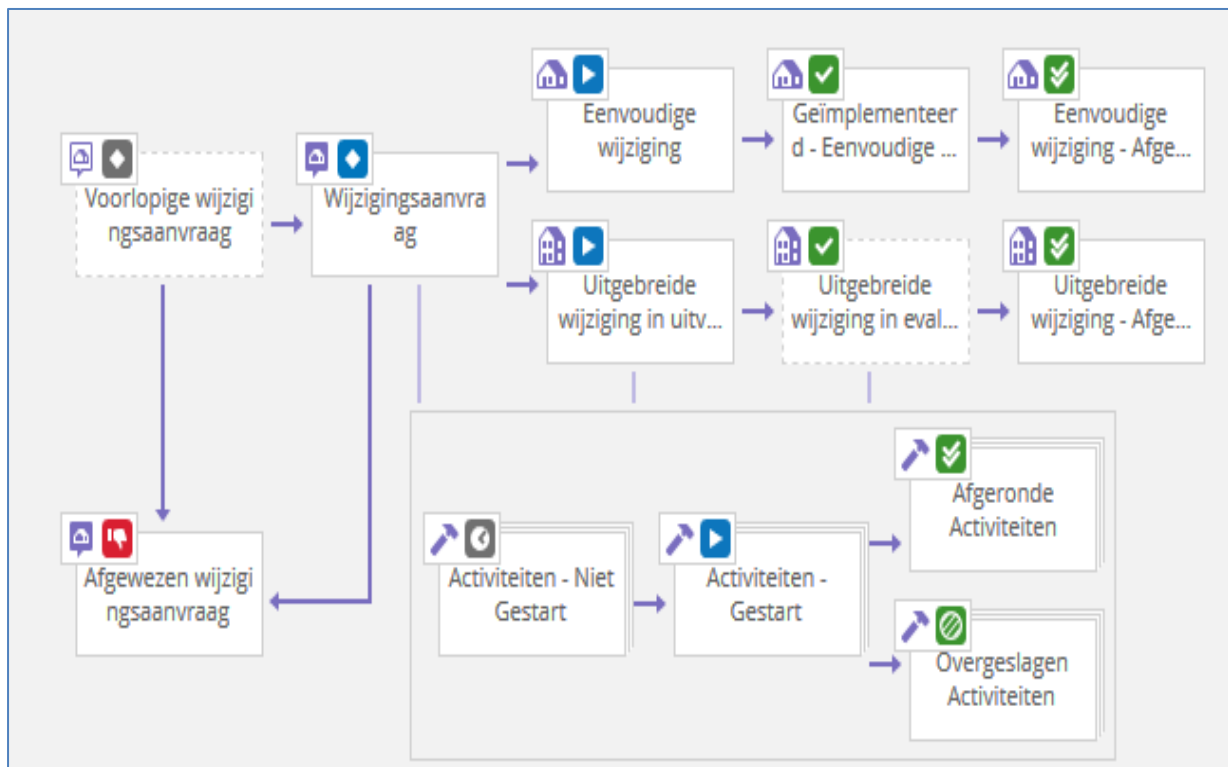 Eenvoudige
wijziging
Geïmplementeer
d - Eenvoudige ...
Eenvoudige
wijziging - Afge...
Voorlopige wijzigi
ngsaanvraag
Wijzigingsaanvra
ag
Uitgebreide
wijziging in uitv...
Uitgebreide
wijziging in eval...
Uitgebreide
wijziging - Afge...
Afgewezen wijzigi
ngsaanvraag
Activiteiten - Niet
Gestart
Activiteiten -
Gestart
Afgeronde
Activiteiten
Overgeslagen
Activiteiten